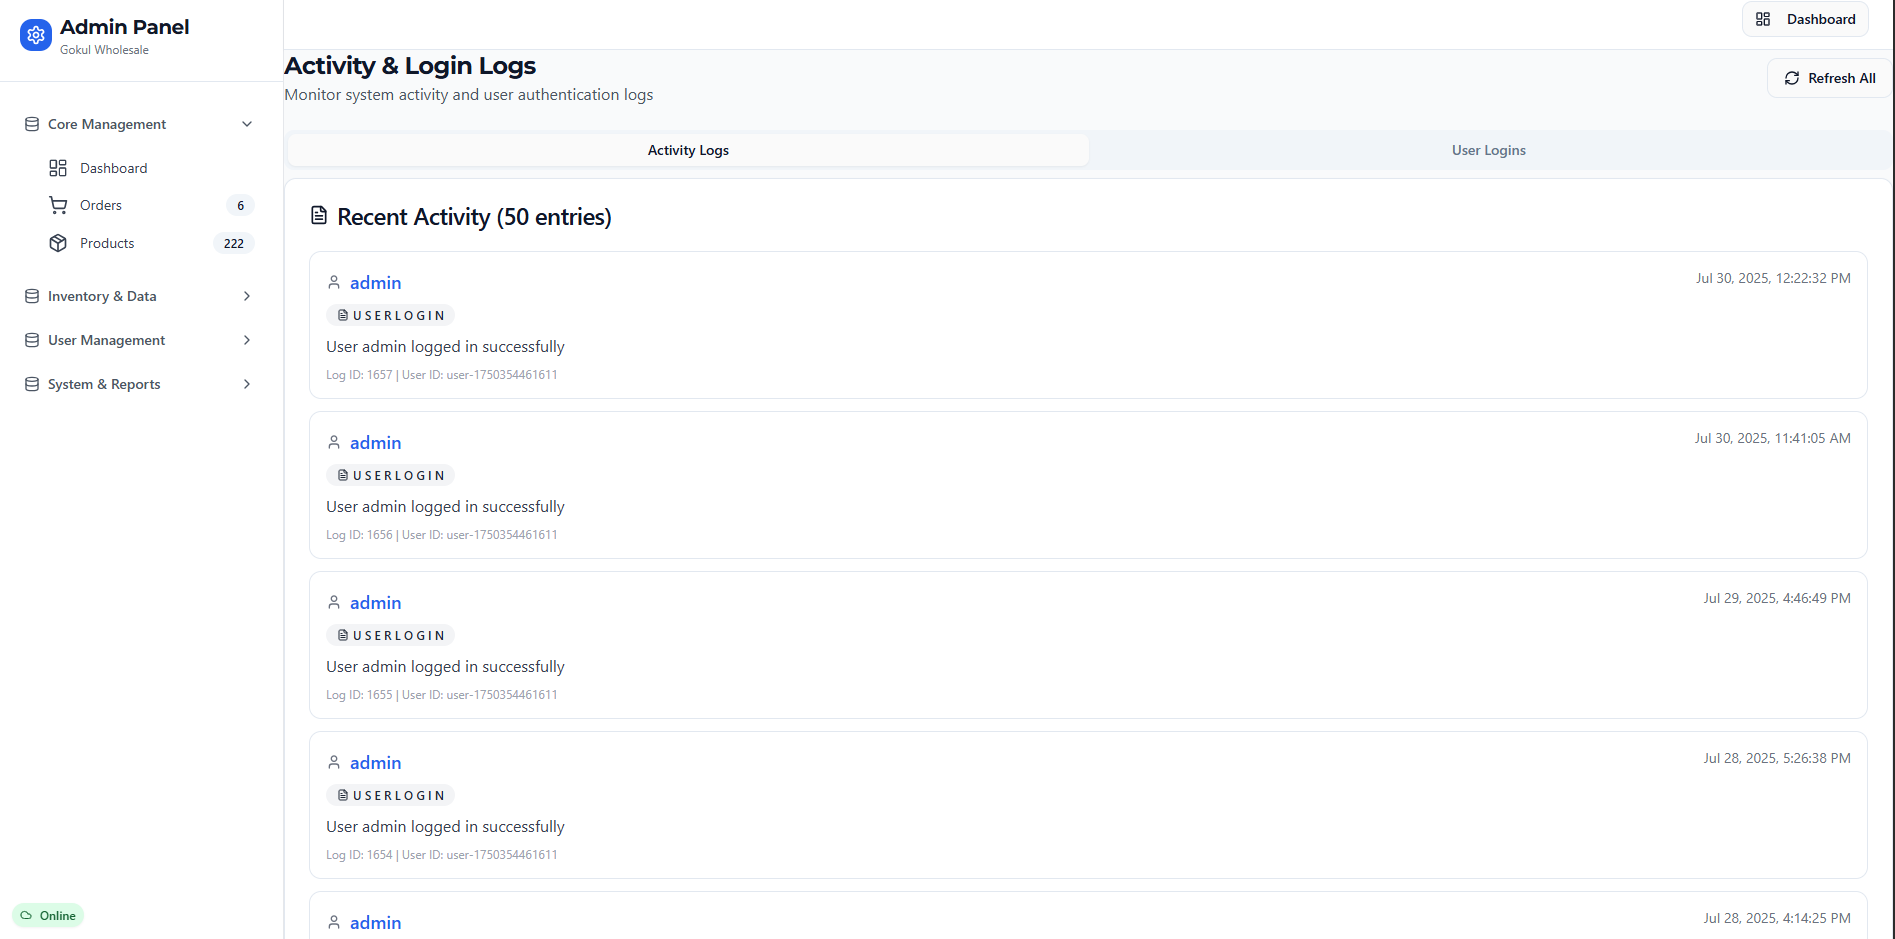 Admin Panel
Gokul Wholesale
Core Management
Dashboard
Orders 6
Products 222
Inventory & Data
User Management
System & Reports
Online
Dashboard
Activity & Login Logs
Monitor system activity and user authentication logs
Refresh All
Activity Logs User Logins
Recent Activity (50 entries)
admin Jul 30, 2025, 12:22:32 PM
USERLOGIN
User admin logged in successfully
Log ID: 1657 | User ID: user-1750354461611
admin Jul 30, 2025, 11:41:05 AM
USERLOGIN
User admin logged in successfully
Log ID: 1656 | User ID: user-1750354461611
admin Jul 29, 2025, 4:46:49 PM
USERLOGIN
User admin logged in successfully
Log ID: 1655 | User ID: user-1750354461611
admin Jul 28, 2025, 5:26:38 PM
USERLOGIN
User admin logged in successfully
Log ID: 1654 | User ID: user-1750354461611
admin Jul 28, 2025, 4:14:25 PM